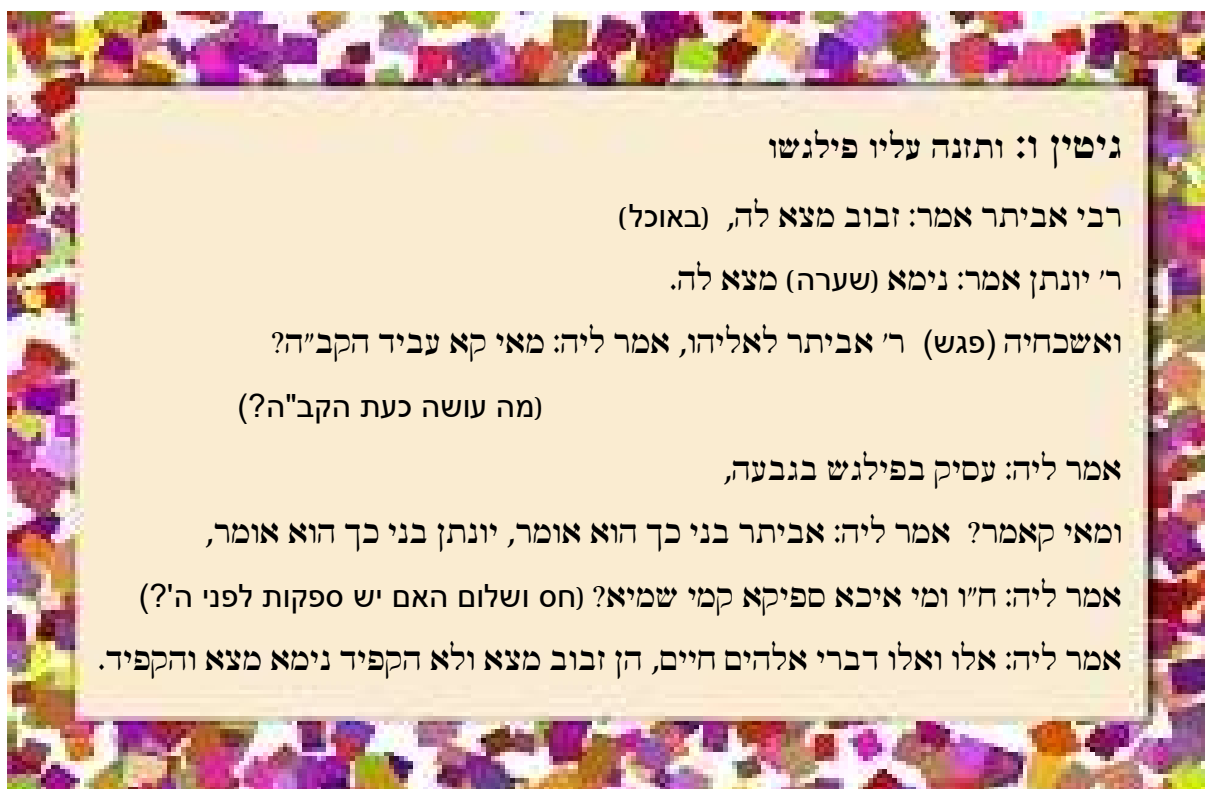 גיטין ו: ותזנה עליו פילגשו
רבי אביתר אמר: זבוב מצא לה, (באוכל)
ר׳ יונתן אמר: נימא (שערה) מצא לה.
ואשכחיה (פגש) ר׳ אביתר לאליהו, אמר ליה: מאי קא עביד הקב״ה?
(מה עושה כעת הקב"ה?)
אמר ליה: עסיק בפילגש בגבעה,
ומאי קאמר? אמר ליה: אביתר בני כך הוא אומר, יונתן בני כך הוא אומר,
אמר ליה: ח״ו ומי איכא ספיקא קמי שמיא? (חס ושלום האם יש ספקות לפני ה'?)
אמר ליה: אלו ואלו דברי אלהים חיים, הן זבוב מצא ולא הקפיד נימא מצא והקפיד.